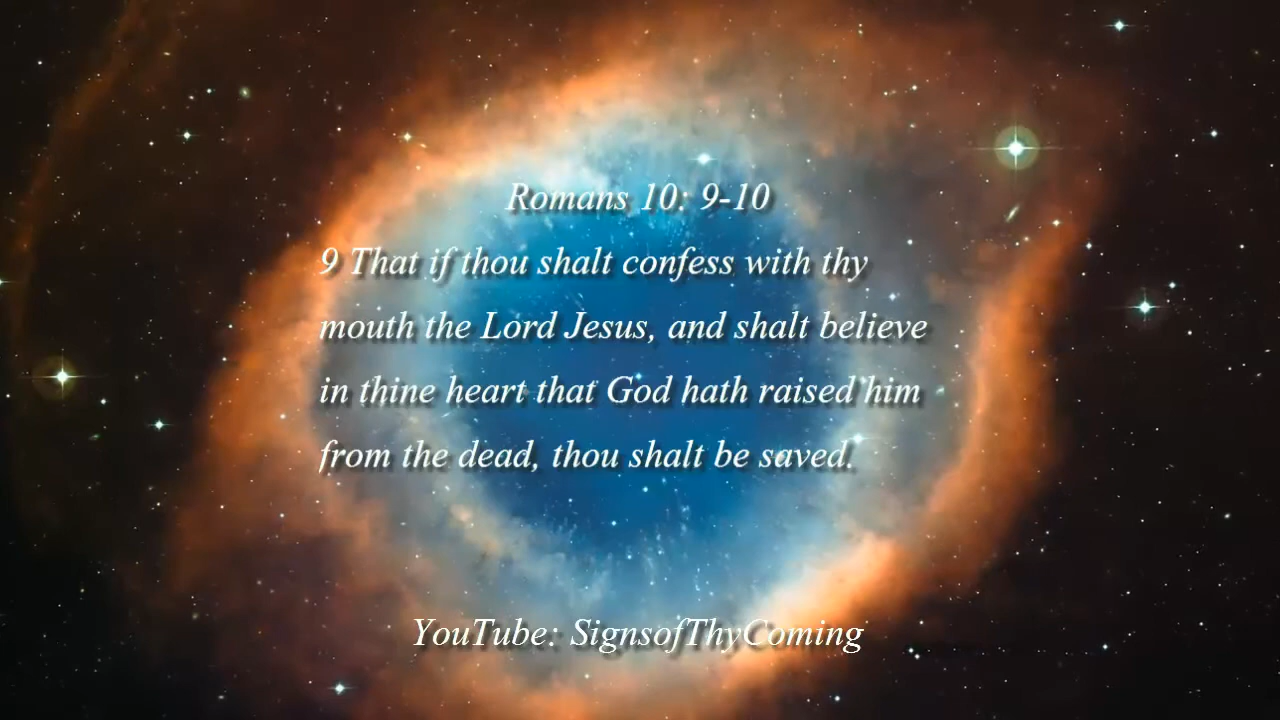 Romans 10: 9-10
9 That if thou shalt confess with thy
mouth the Lord Jesus, and shalt believe
in thine heart that God hath raised him
from the dead, thou shalt be saved.
YouTube: SignsofThyComing